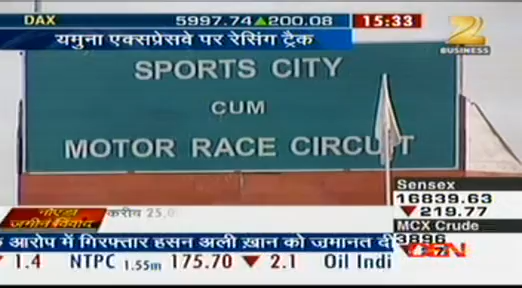 DAX 5997.74 ▲ 200.08 15:33
Z
BUSINESS
यमुना एक्सप्रेसवे पर रेसिंग ट्रैक
SPORTS CITY
CUM
MOTOR RACE CIRCUIT
Sensex
16839.63
▼ 219.77
नोएडा करीब 25,0
जमीन विवाद
MCX Crude
3896
आरोप में गिरफ्तार हसन अली ख़ान को ज़मानत दी
▼ 1.4 NTPC 1.55m 175.70 ▼ 2.1 Oil Indi